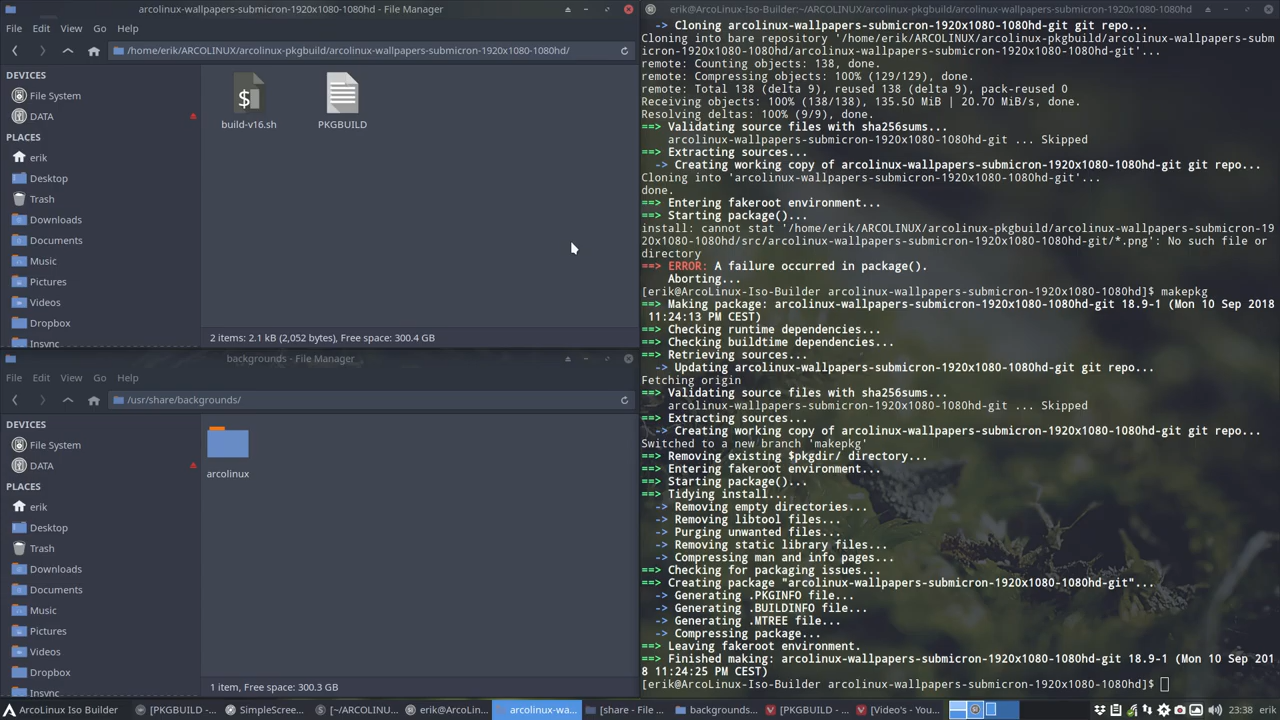 arcolinux-wallpapers-submicron-1920x1080-1080hd - File Manager
File Edit View Go Help
/home/erik/ARCOLINUX/arcolinux-pkgbuild/arcolinux-wallpapers-submicron-1920x1080-1080hd/
DEVICES
File System
DATA
PLACES
erik
Desktop
Trash
Downloads
Documents
Music
Pictures
Videos
Dropbox
Insync
$
build-v16.sh
PKGBUILD
2 items: 2.1 kB (2,052 bytes), Free space: 300.4 GB
backgrounds - File Manager
File Edit View Go Help
/usr/share/backgrounds/
DEVICES
File System
DATA
PLACES
erik
Desktop
Trash
Downloads
Documents
Music
Pictures
Videos
Dropbox
Insync
arcolinux
1 item, Free space: 300.3 GB
erik@ArcoLinux-Iso-Builder:~/ARCOLINUX/arcolinux-pkgbuild/arcolinux-wallpapers-submicron-1920x1080-1080hd
-> Cloning arcolinux-wallpapers-submicron-1920x1080-1080hd-git git repo...
Cloning into bare repository '/home/erik/ARCOLINUX/arcolinux-pkgbuild/arcolinux-wallpapers-subm
icron-1920x1080-1080hd/arcolinux-wallpapers-submicron-1920x1080-1080hd-git'...
remote: Counting objects: 138, done.
remote: Compressing objects: 100% (129/129), done.
remote: Total 138 (delta 9), reused 138 (delta 9), pack-reused 0
Receiving objects: 100% (138/138), 135.50 MiB | 20.70 MiB/s, done.
Resolving deltas: 100% (9/9), done.
==> Validating source files with sha256sums...
arcolinux-wallpapers-submicron-1920x1080-1080hd-git ... Skipped
==> Extracting sources...
-> Creating working copy of arcolinux-wallpapers-submicron-1920x1080-1080hd-git git repo...
Cloning into 'arcolinux-wallpapers-submicron-1920x1080-1080hd-git'...
done.
==> Entering fakeroot environment...
==> Starting package()...
install: cannot stat '/home/erik/ARCOLINUX/arcolinux-pkgbuild/arcolinux-wallpapers-submicron-19
20x1080-1080hd/src/arcolinux-wallpapers-submicron-1920x1080-1080hd-git/*.png': No such file or
directory
==> ERROR: A failure occurred in package().
Aborting...
[erik@ArcoLinux-Iso-Builder arcolinux-wallpapers-submicron-1920x1080-1080hd]$ makepkg
==> Making package: arcolinux-wallpapers-submicron-1920x1080-1080hd-git 18.9-1 (Mon 10 Sep 2018
11:24:13 PM CEST)
==> Checking runtime dependencies...
==> Checking buildtime dependencies...
==> Retrieving sources...
-> Updating arcolinux-wallpapers-submicron-1920x1080-1080hd-git git repo...
Fetching origin
==> Validating source files with sha256sums...
arcolinux-wallpapers-submicron-1920x1080-1080hd-git ... Skipped
==> Extracting sources...
-> Creating working copy of arcolinux-wallpapers-submicron-1920x1080-1080hd-git git repo...
Switched to a new branch 'makepkg'
==> Removing existing $pkgdir/ directory...
==> Entering fakeroot environment...
==> Starting package()...
==> Tidying install...
-> Removing empty directories...
-> Removing libtool files...
-> Purging unwanted files...
-> Removing static library files...
-> Compressing man and info pages...
==> Checking for packaging issues...
==> Creating package "arcolinux-wallpapers-submicron-1920x1080-1080hd-git"...
-> Generating .PKGINFO file...
-> Generating .BUILDINFO file...
-> Generating .MTREE file...
-> Compressing package...
==> Leaving fakeroot environment.
==> Finished making: arcolinux-wallpapers-submicron-1920x1080-1080hd-git 18.9-1 (Mon 10 Sep 201
8 11:24:25 PM CEST)
[erik@ArcoLinux-Iso-Builder arcolinux-wallpapers-submicron-1920x1080-1080hd]$
ArcoLinux Iso Builder [PKGBUILD -... SimpleScree... [~/ARCOLINU... erik@ArcoLin... arcolinux-wa... [share - File ... backgrounds... [PKGBUILD -... [Video's - You... 23:38 erik